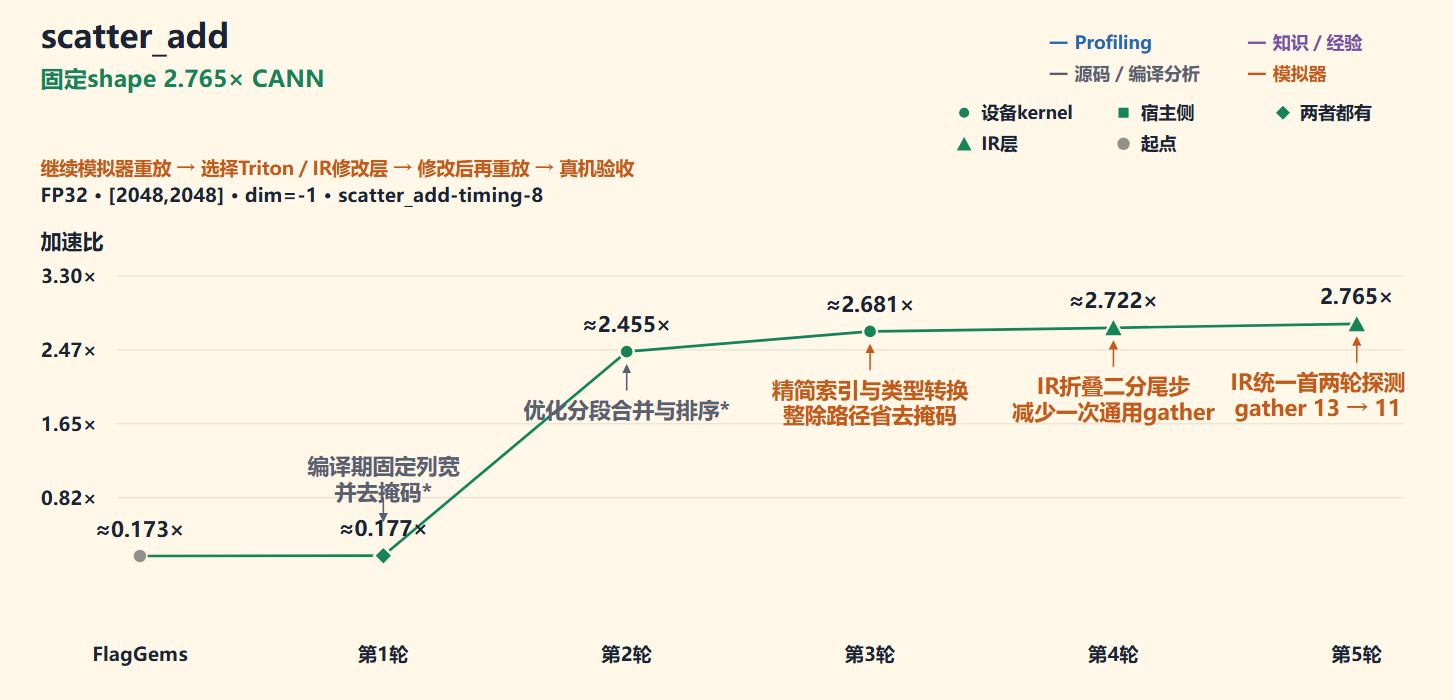 scatter_add
固定shape 2.765× CANN
— Profiling
— 知识 / 经验
— 源码 / 编译分析
— 模拟器
设备kernel
宿主侧
两者都有
IR层
起点
继续模拟器重放 → 选择Triton / IR修改层 → 修改后再重放 → 真机验收
FP32 • [2048,2048] • dim=-1 • scatter_add-timing-8
加速比
3.30×
2.47×
1.65×
0.82×
≈0.173×
≈0.177×
≈2.455×
≈2.681×
≈2.722×
2.765×
编译期固定列宽
并去掩码*
优化分段合并与排序*
精简索引与类型转换
整除路径省去掩码
IR折叠二分尾步
减少一次通用gather
IR统一首两轮探测
gather 13 → 11
FlagGems
第1轮
第2轮
第3轮
第4轮
第5轮